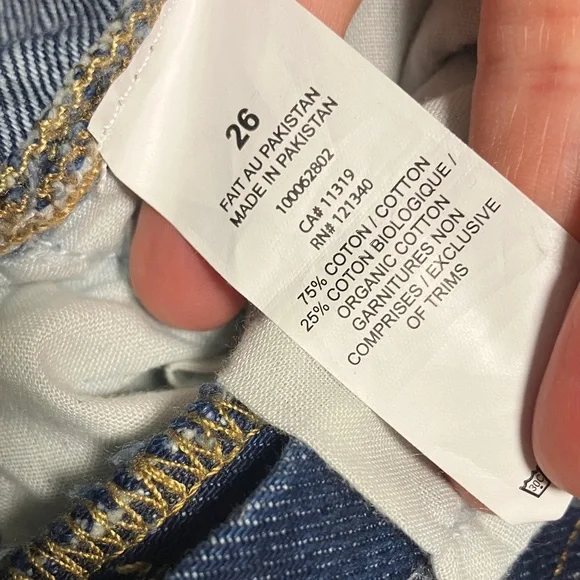 26
FAIT AU PAKISTAN
MADE IN PAKISTAN
100062802
CA# 11319
RN# 121340
75% COTON / COTTON
25% COTON BIOLOGIQUE /
ORGANIC COTTON
GARNITURES NON
COMPRISES / EXCLUSIVE
OF TRIMS
30C